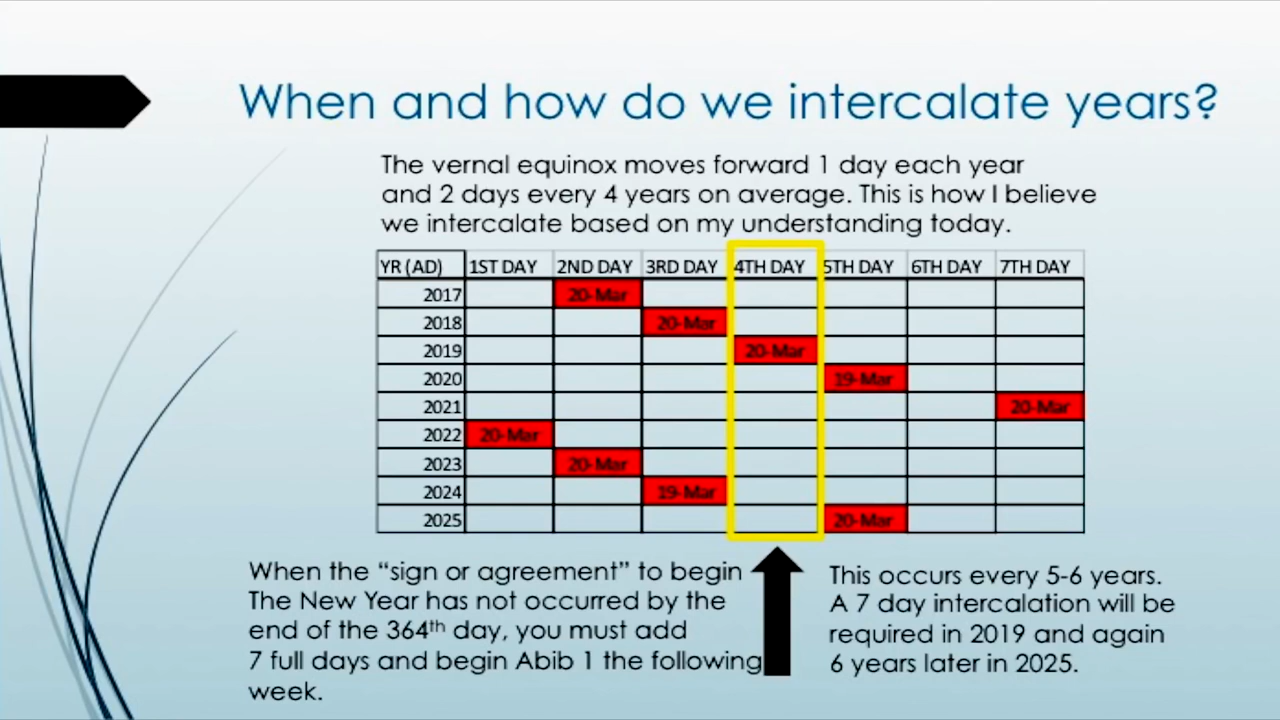 When and how do we intercalate years?
The vernal equinox moves forward 1 day each year
and 2 days every 4 years on average. This is how I believe
we intercalate based on my understanding today.
YR (AD) 1ST DAY 2ND DAY 3RD DAY 4TH DAY 5TH DAY 6TH DAY 7TH DAY
2017 20-Mar
2018 20-Mar
2019 20-Mar
2020 19-Mar
2021 20-Mar
2022 20-Mar
2023 20-Mar
2024 19-Mar
2025 20-Mar
When the “sign or agreement” to begin
The New Year has not occurred by the
end of the 364th day, you must add
7 full days and begin Abib 1 the following
week.
This occurs every 5-6 years.
A 7 day intercalation will be
required in 2019 and again
6 years later in 2025.